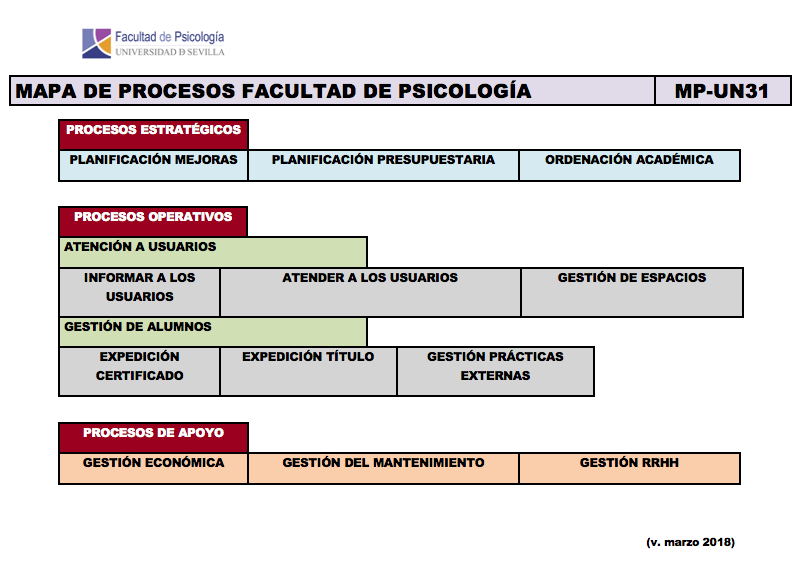 Facultad de Psicología
UNIVERSIDAD D SEVILLA
MAPA DE PROCESOS FACULTAD DE PSICOLOGÍA MP-UN31
PROCESOS ESTRATÉGICOS
PLANIFICACIÓN MEJORAS PLANIFICACIÓN PRESUPUESTARIA ORDENACIÓN ACADÉMICA
PROCESOS OPERATIVOS
ATENCIÓN A USUARIOS
INFORMAR A LOS
USUARIOS
ATENDER A LOS USUARIOS
GESTIÓN DE ESPACIOS
GESTIÓN DE ALUMNOS
EXPEDICIÓN
CERTIFICADO
EXPEDICIÓN TÍTULO
GESTIÓN PRÁCTICAS
EXTERNAS
PROCESOS DE APOYO
GESTIÓN ECONÓMICA GESTIÓN DEL MANTENIMIENTO GESTIÓN RRHH
(v. marzo 2018)